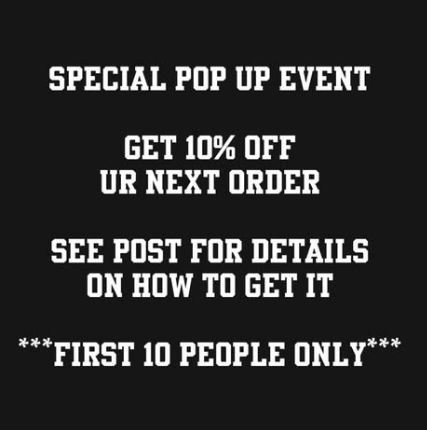 SPECIAL POP UP EVENT
GET 10% OFF
UR NEXT ORDER
SEE POST FOR DETAILS
ON HOW TO GET IT
***FIRST 10 PEOPLE ONLY***